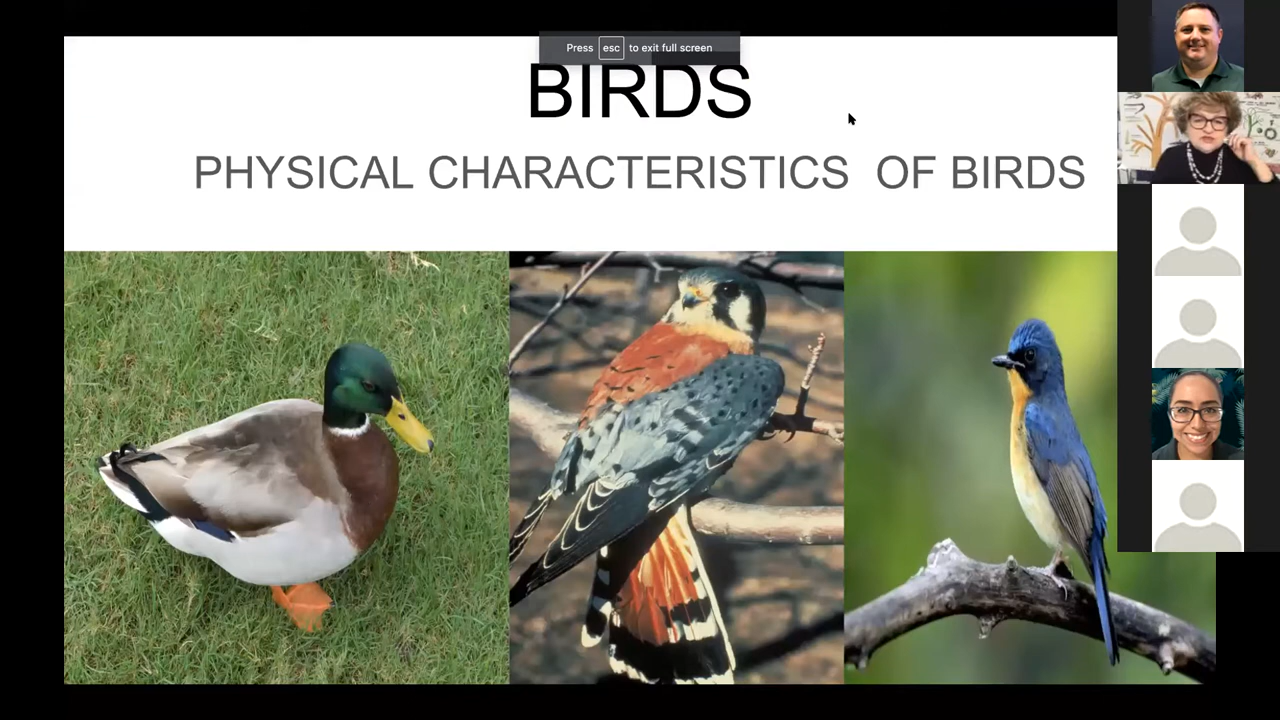 Press esc to exit full screen
BIRDS
PHYSICAL CHARACTERISTICS OF BIRDS